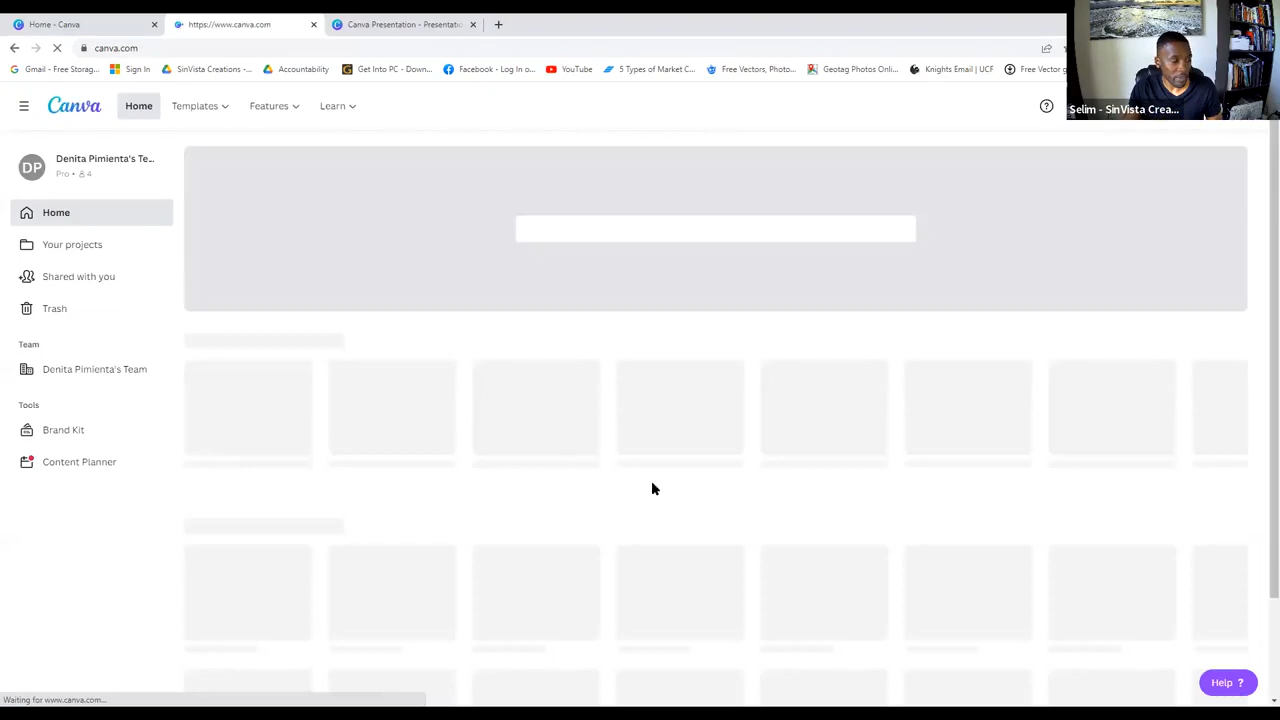 Home - Canva
https://www.canva.com
Canva Presentation - Presentatio
canva.com
Gmail - Free Storag...
Sign In
SinVista Creations -...
Accountability
Get Into PC - Down...
Facebook - Log In o...
YouTube
5 Types of Market C...
Free Vectors, Photo...
Geotag Photos Onli...
Knights Email | UCF
Free Vector g
Selim - SinVista Crea...
Canva
Home
Templates
Features
Learn
?
DP
Denita Pimienta's Te...
Pro • 4
Home
Your projects
Shared with you
Trash
Team
Denita Pimienta's Team
Tools
Brand Kit
Content Planner
Help ?
Waiting for www.canva.com...